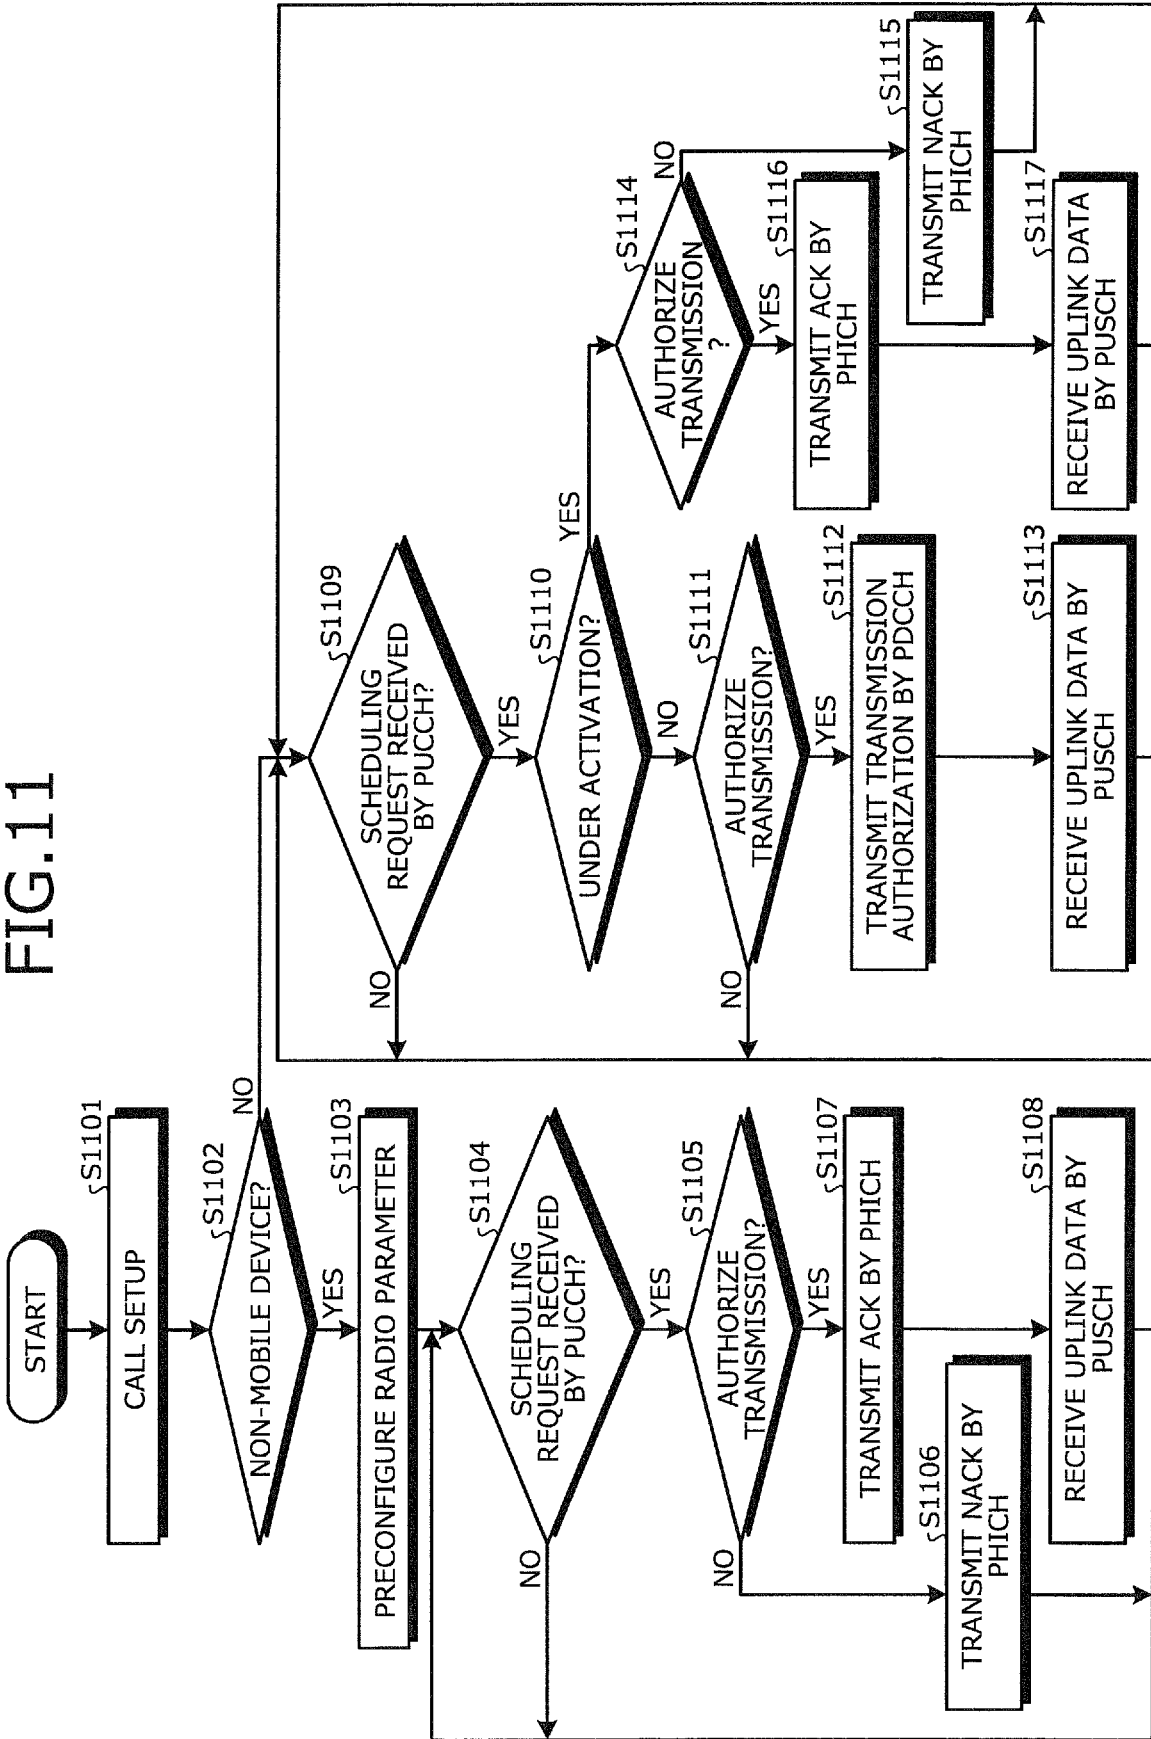 FIG.11
START
S1101
CALL SETUP
S1102
NON-MOBILE DEVICE?
NO
YES
S1103
PRECONFIGURE RADIO PARAMETER
S1104
SCHEDULING
REQUEST RECEIVED
BY PUCCH?
NO
YES
S1105
AUTHORIZE
TRANSMISSION?
NO
YES
S1106
TRANSMIT NACK BY
PHICH
S1107
TRANSMIT ACK BY PHICH
S1108
RECEIVE UPLINK DATA BY
PUSCH
S1109
SCHEDULING
REQUEST RECEIVED
BY PUCCH?
NO
YES
S1110
UNDER ACTIVATION?
YES
NO
S1111
AUTHORIZE
TRANSMISSION?
NO
YES
S1112
TRANSMIT TRANSMISSION
AUTHORIZATION BY PDCCH
S1113
RECEIVE UPLINK DATA BY
PUSCH
S1114
AUTHORIZE
TRANSMISSION
?
NO
YES
S1115
TRANSMIT NACK BY
PHICH
S1116
TRANSMIT ACK BY
PHICH
S1117
RECEIVE UPLINK DATA
BY PUSCH